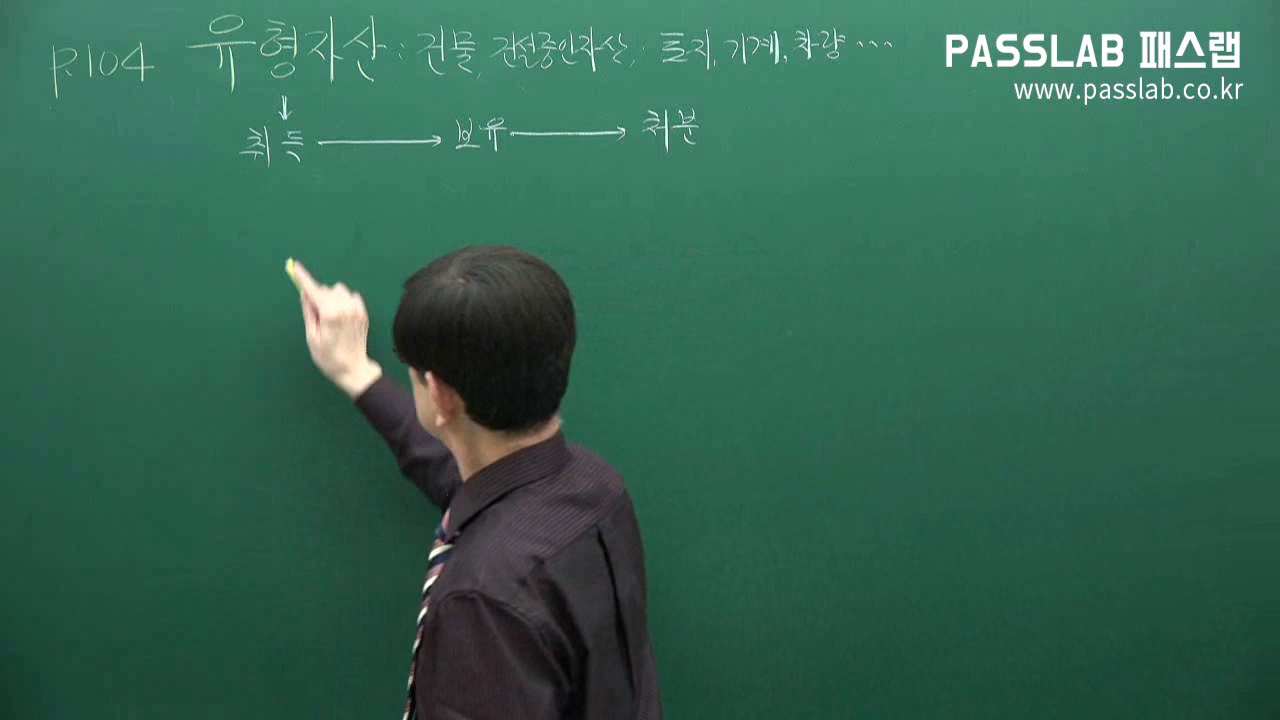 P.104 유형자산 : 건물, 건설중인자산, 토지, 기계, 차량 ···
취득 → 보유 → 처분
PASSLAB 패스랩
www.passlab.co.kr